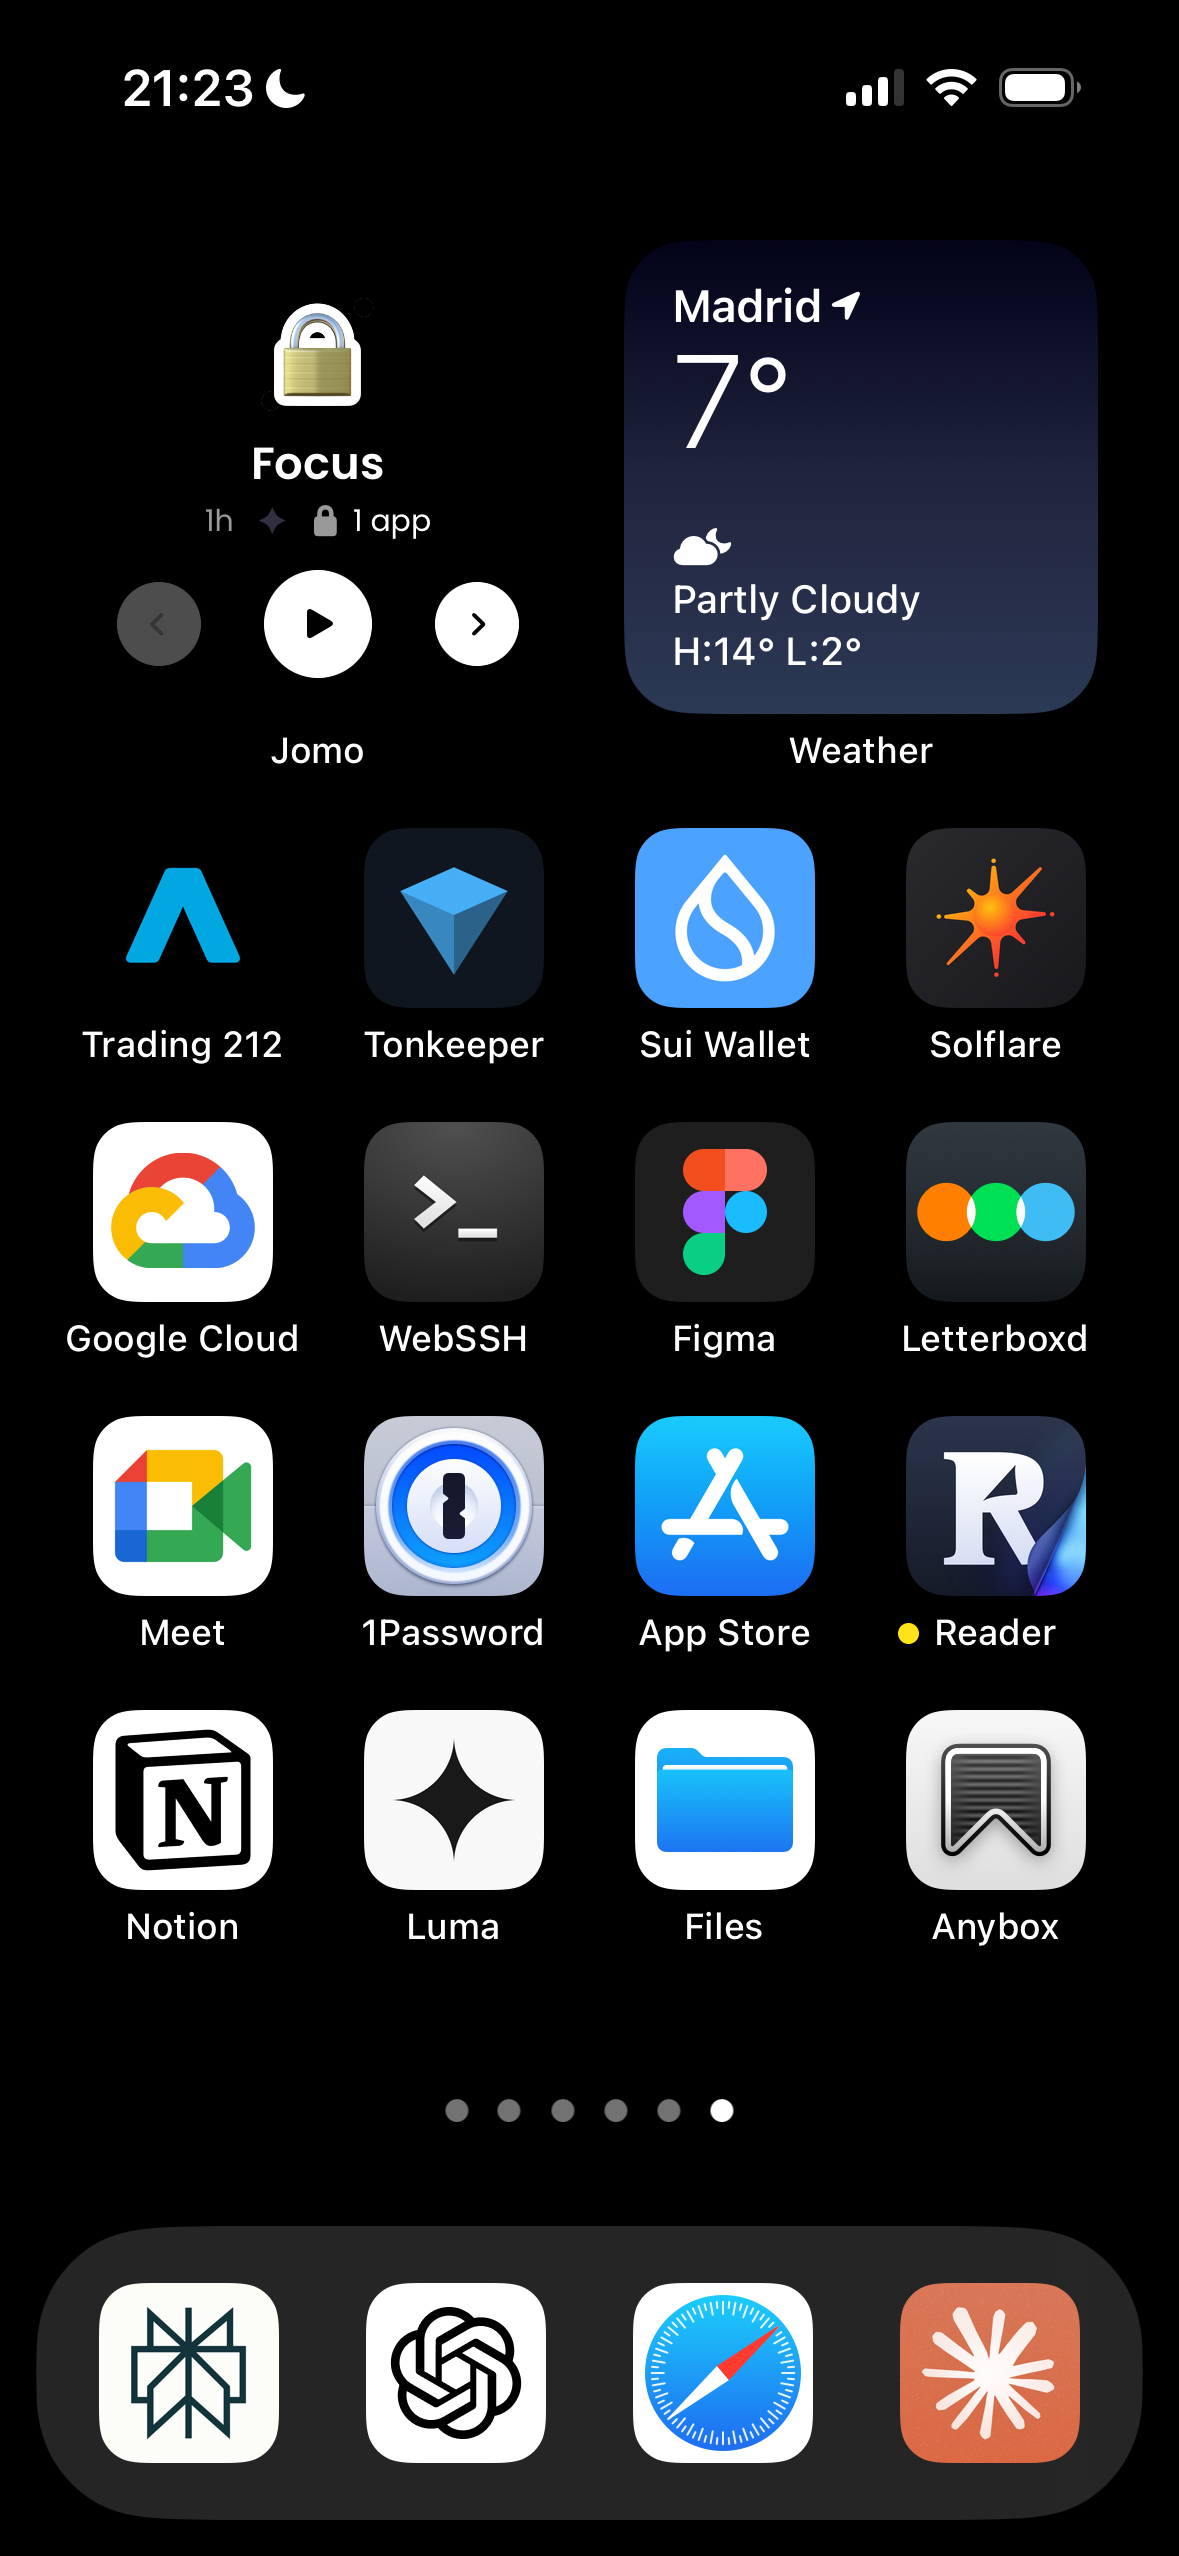 21:23
Focus
1h 1 app
Jomo
Madrid
7°
Partly Cloudy
H:14° L:2°
Weather
Trading 212
Tonkeeper
Sui Wallet
Solflare
Google Cloud
WebSSH
Figma
Letterboxd
Meet
1Password
App Store
Reader
Notion
Luma
Files
Anybox